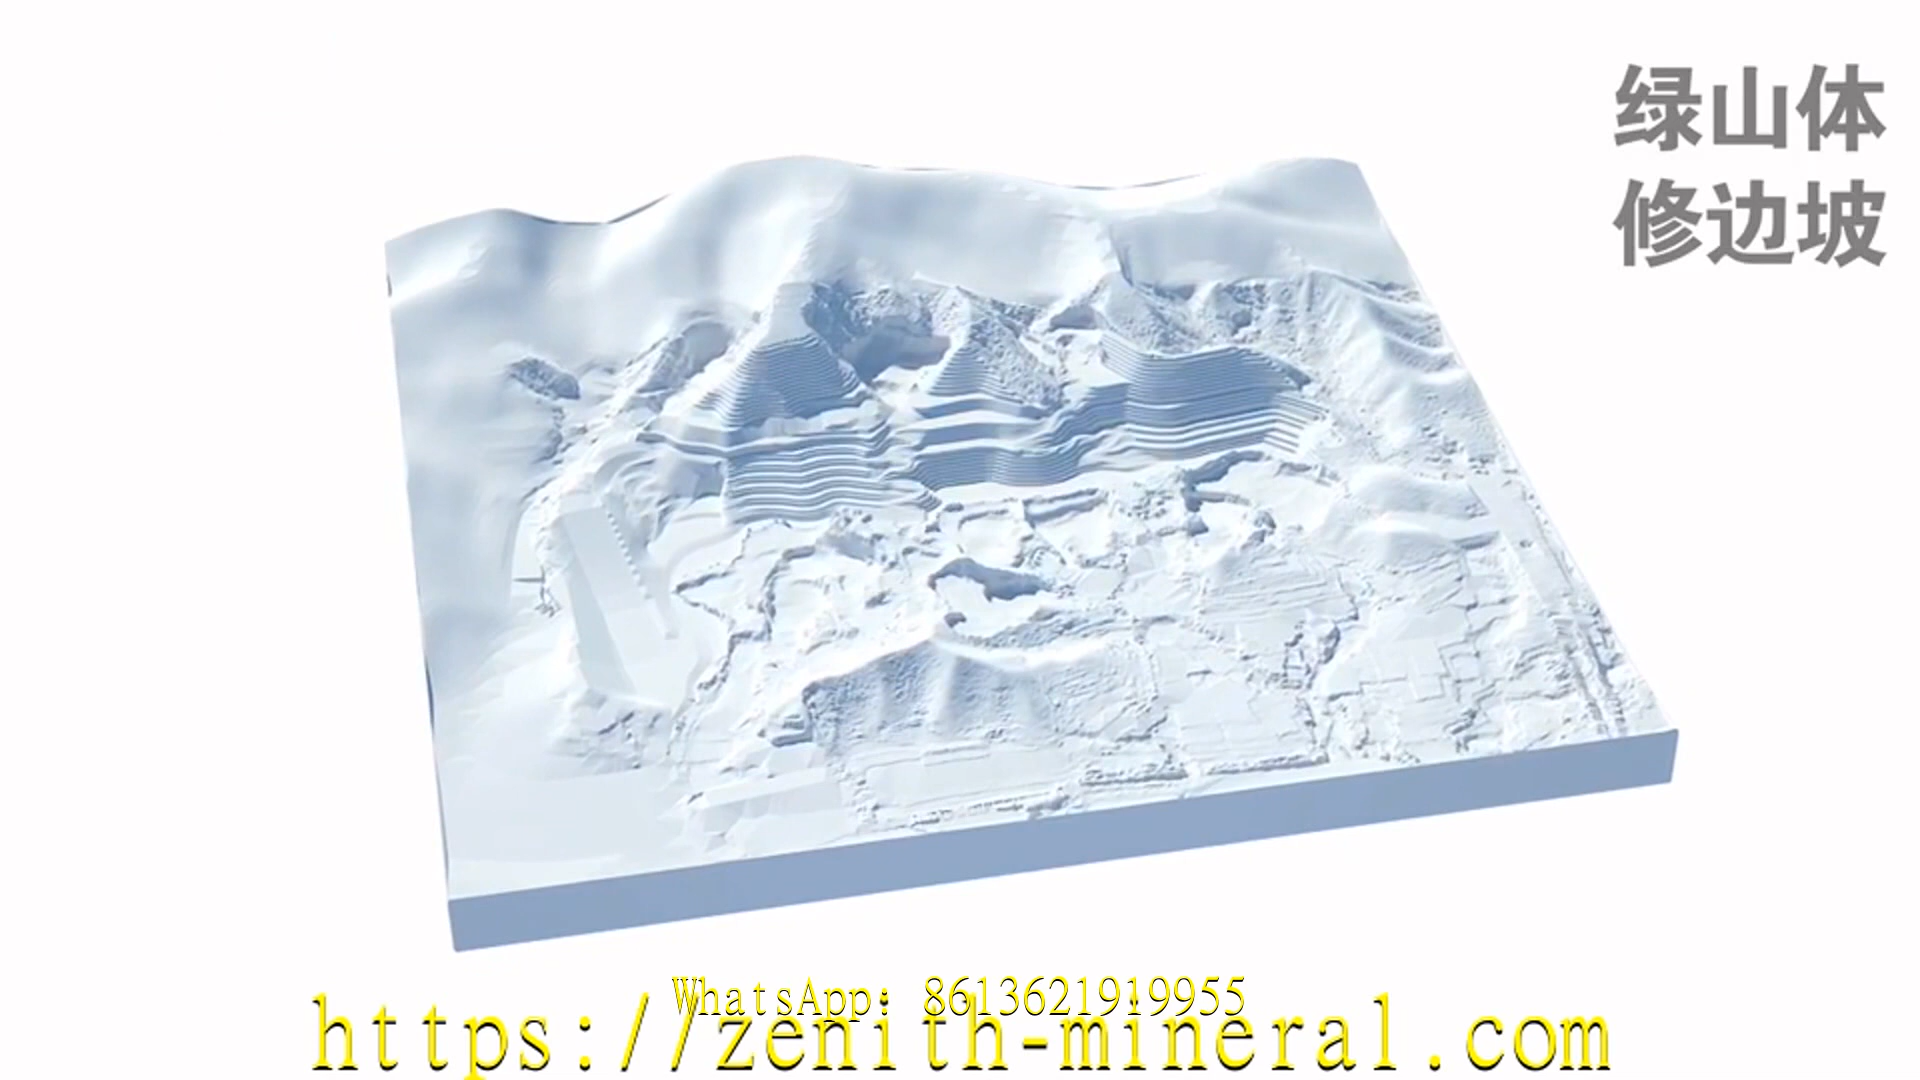 绿山体
修边坡
WhatsApp: 8613621919955
https://zenith-mineral.com